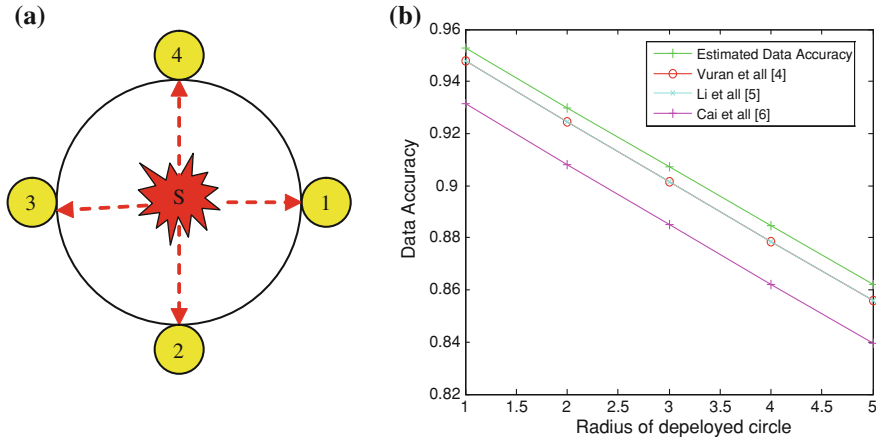 (a)
4
3
S
1
2
(b)
0.96
0.94
0.92
0.9
0.88
0.86
0.84
0.82
Data Accuracy
Estimated Data Accuracy
Vuran et all [4]
Li et all [5]
Cai et all [6]
1 1.5 2 2.5 3 3.5 4 4.5 5
Radius of depeloyed circle